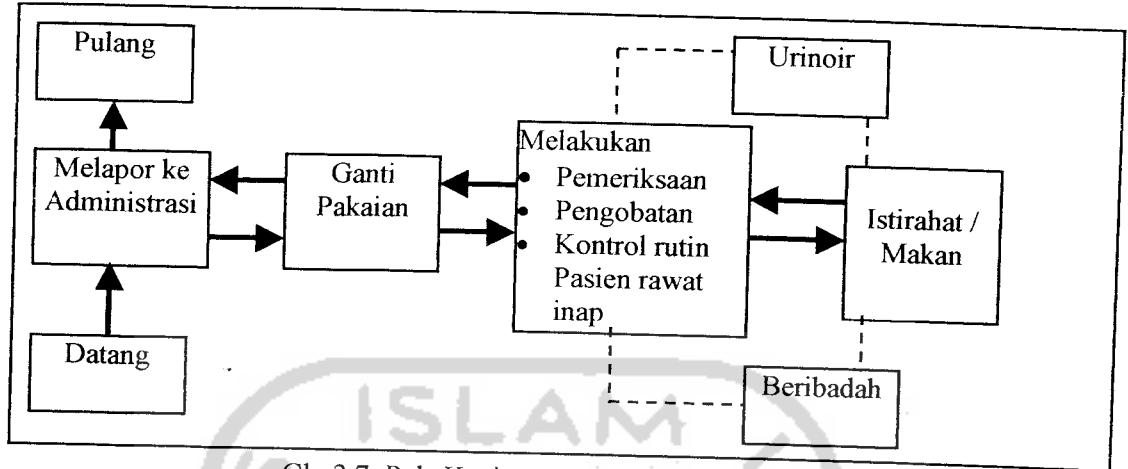 Pulang
Urinoir
Melapor ke
Administrasi
Ganti
Pakaian
Melakukan
• Pemeriksaan
• Pengobatan
• Kontrol rutin
Pasien rawat
inap
Istirahat /
Makan
Datang
Beribadah
ISLAM